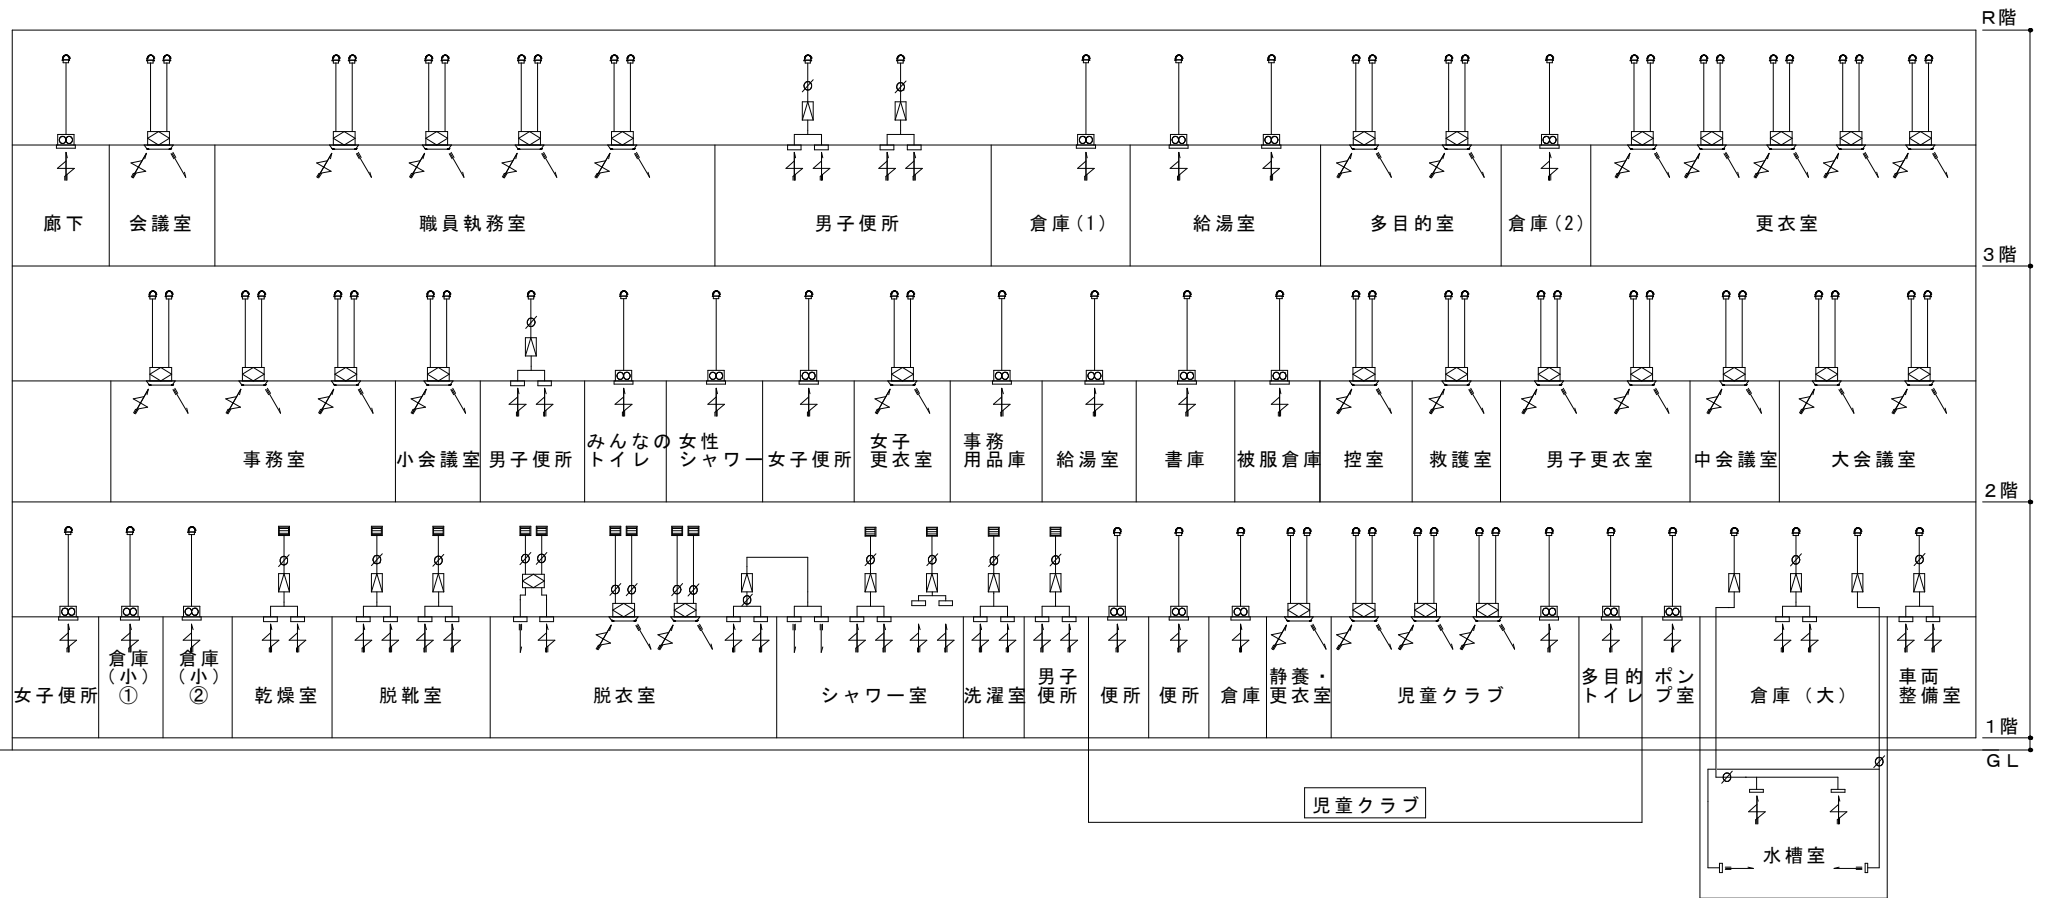 R階
廊下
会議室
職員執務室
男子便所
倉庫(1)
給湯室
多目的室
倉庫(2)
更衣室
3階
事務室
小会議室
男子便所
みんなの
トイレ
女性
シャワー
女子便所
女子
更衣室
事務
用品庫
給湯室
書庫
被服倉庫
控室
救護室
男子更衣室
中会議室
大会議室
2階
女子便所
倉庫
(小)
①
倉庫
(小)
②
乾燥室
脱靴室
脱衣室
シャワー室
洗濯室
男子
便所
便所
便所
倉庫
静養・
更衣室
児童クラブ
多目的
トイレ
ポン
プ室
倉庫(大)
車両
整備室
1階
GL
児童クラブ
水槽室